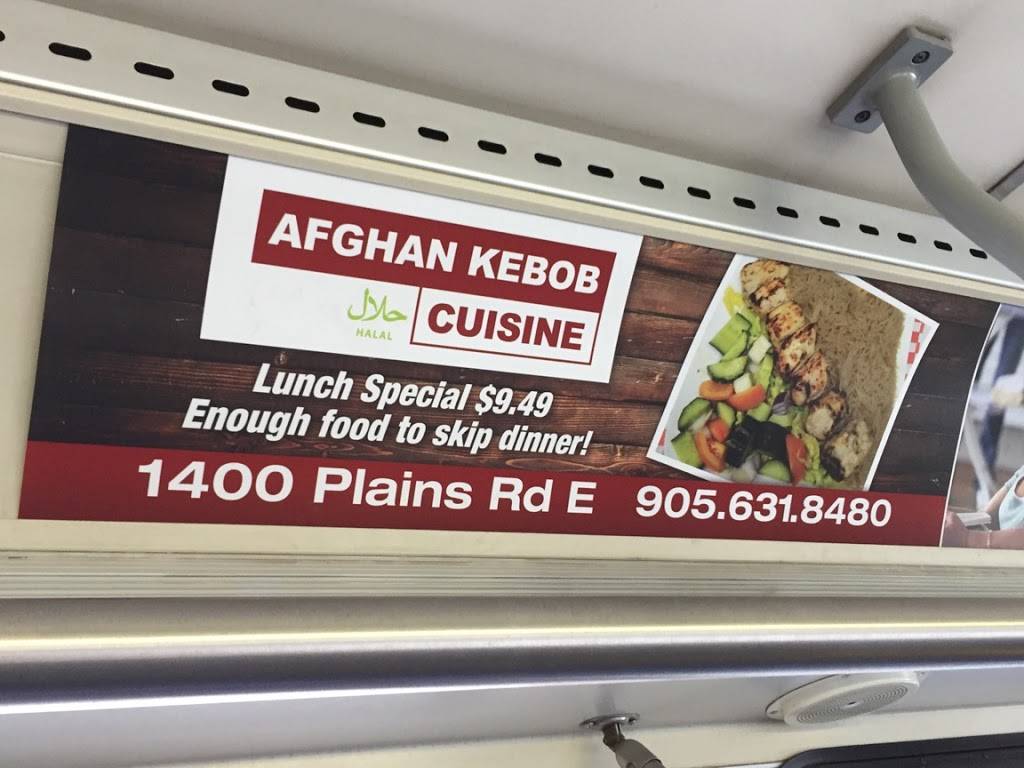 AFGHAN KEBOB
حلال
HALAL
CUISINE
Lunch Special $9.49
Enough food to skip dinner!
1400 Plains Rd E 905.631.8480